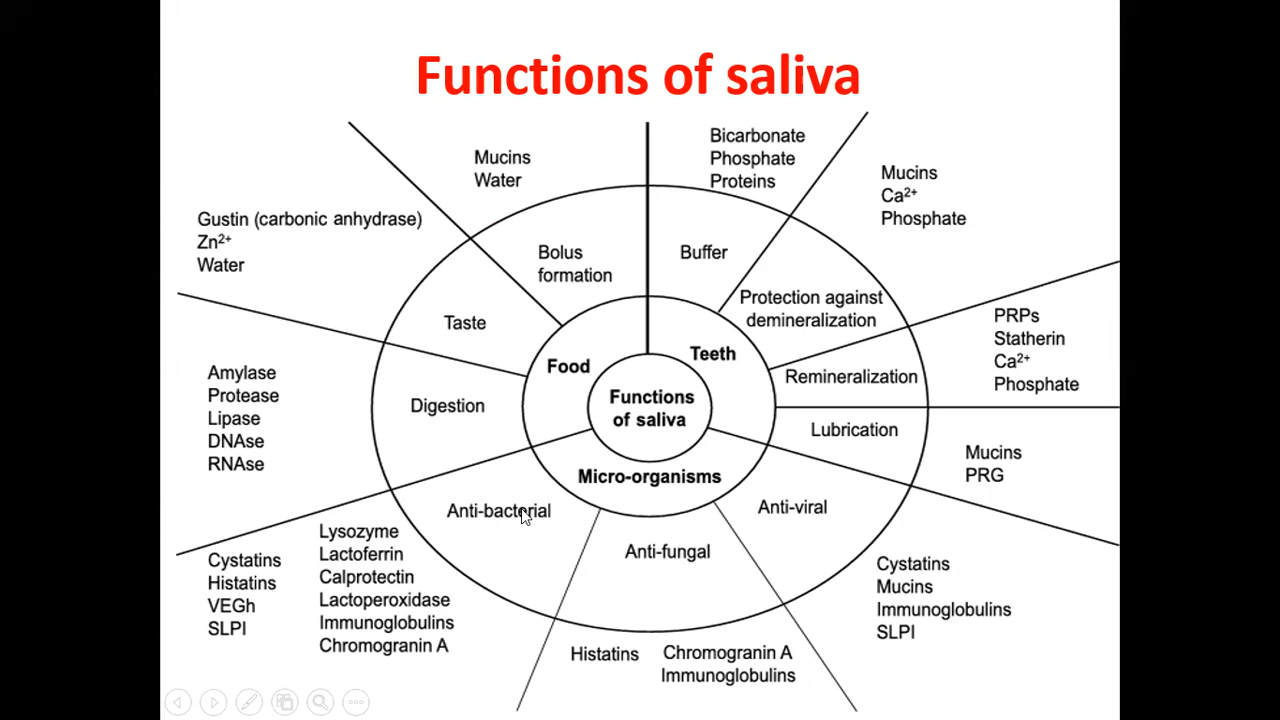 Functions of saliva
Mucins
Water
Bicarbonate
Phosphate
Proteins
Mucins
Ca²⁺
Phosphate
Gustin (carbonic anhydrase)
Zn²⁺
Water
Bolus
formation
Buffer
Taste
Protection against
demineralization
PRPs
Statherin
Ca²⁺
Phosphate
Food
Teeth
Remineralization
Amylase
Protease
Lipase
DNAse
RNAse
Digestion
Functions
of saliva
Lubrication
Mucins
PRG
Micro-organisms
Anti-bacterial
Anti-fungal
Anti-viral
Cystatins
Histatins
VEGh
SLPI
Lysozyme
Lactoferrin
Calprotectin
Lactoperoxidase
Immunoglobulins
Chromogranin A
Histatins
Chromogranin A
Immunoglobulins
Cystatins
Mucins
Immunoglobulins
SLPI